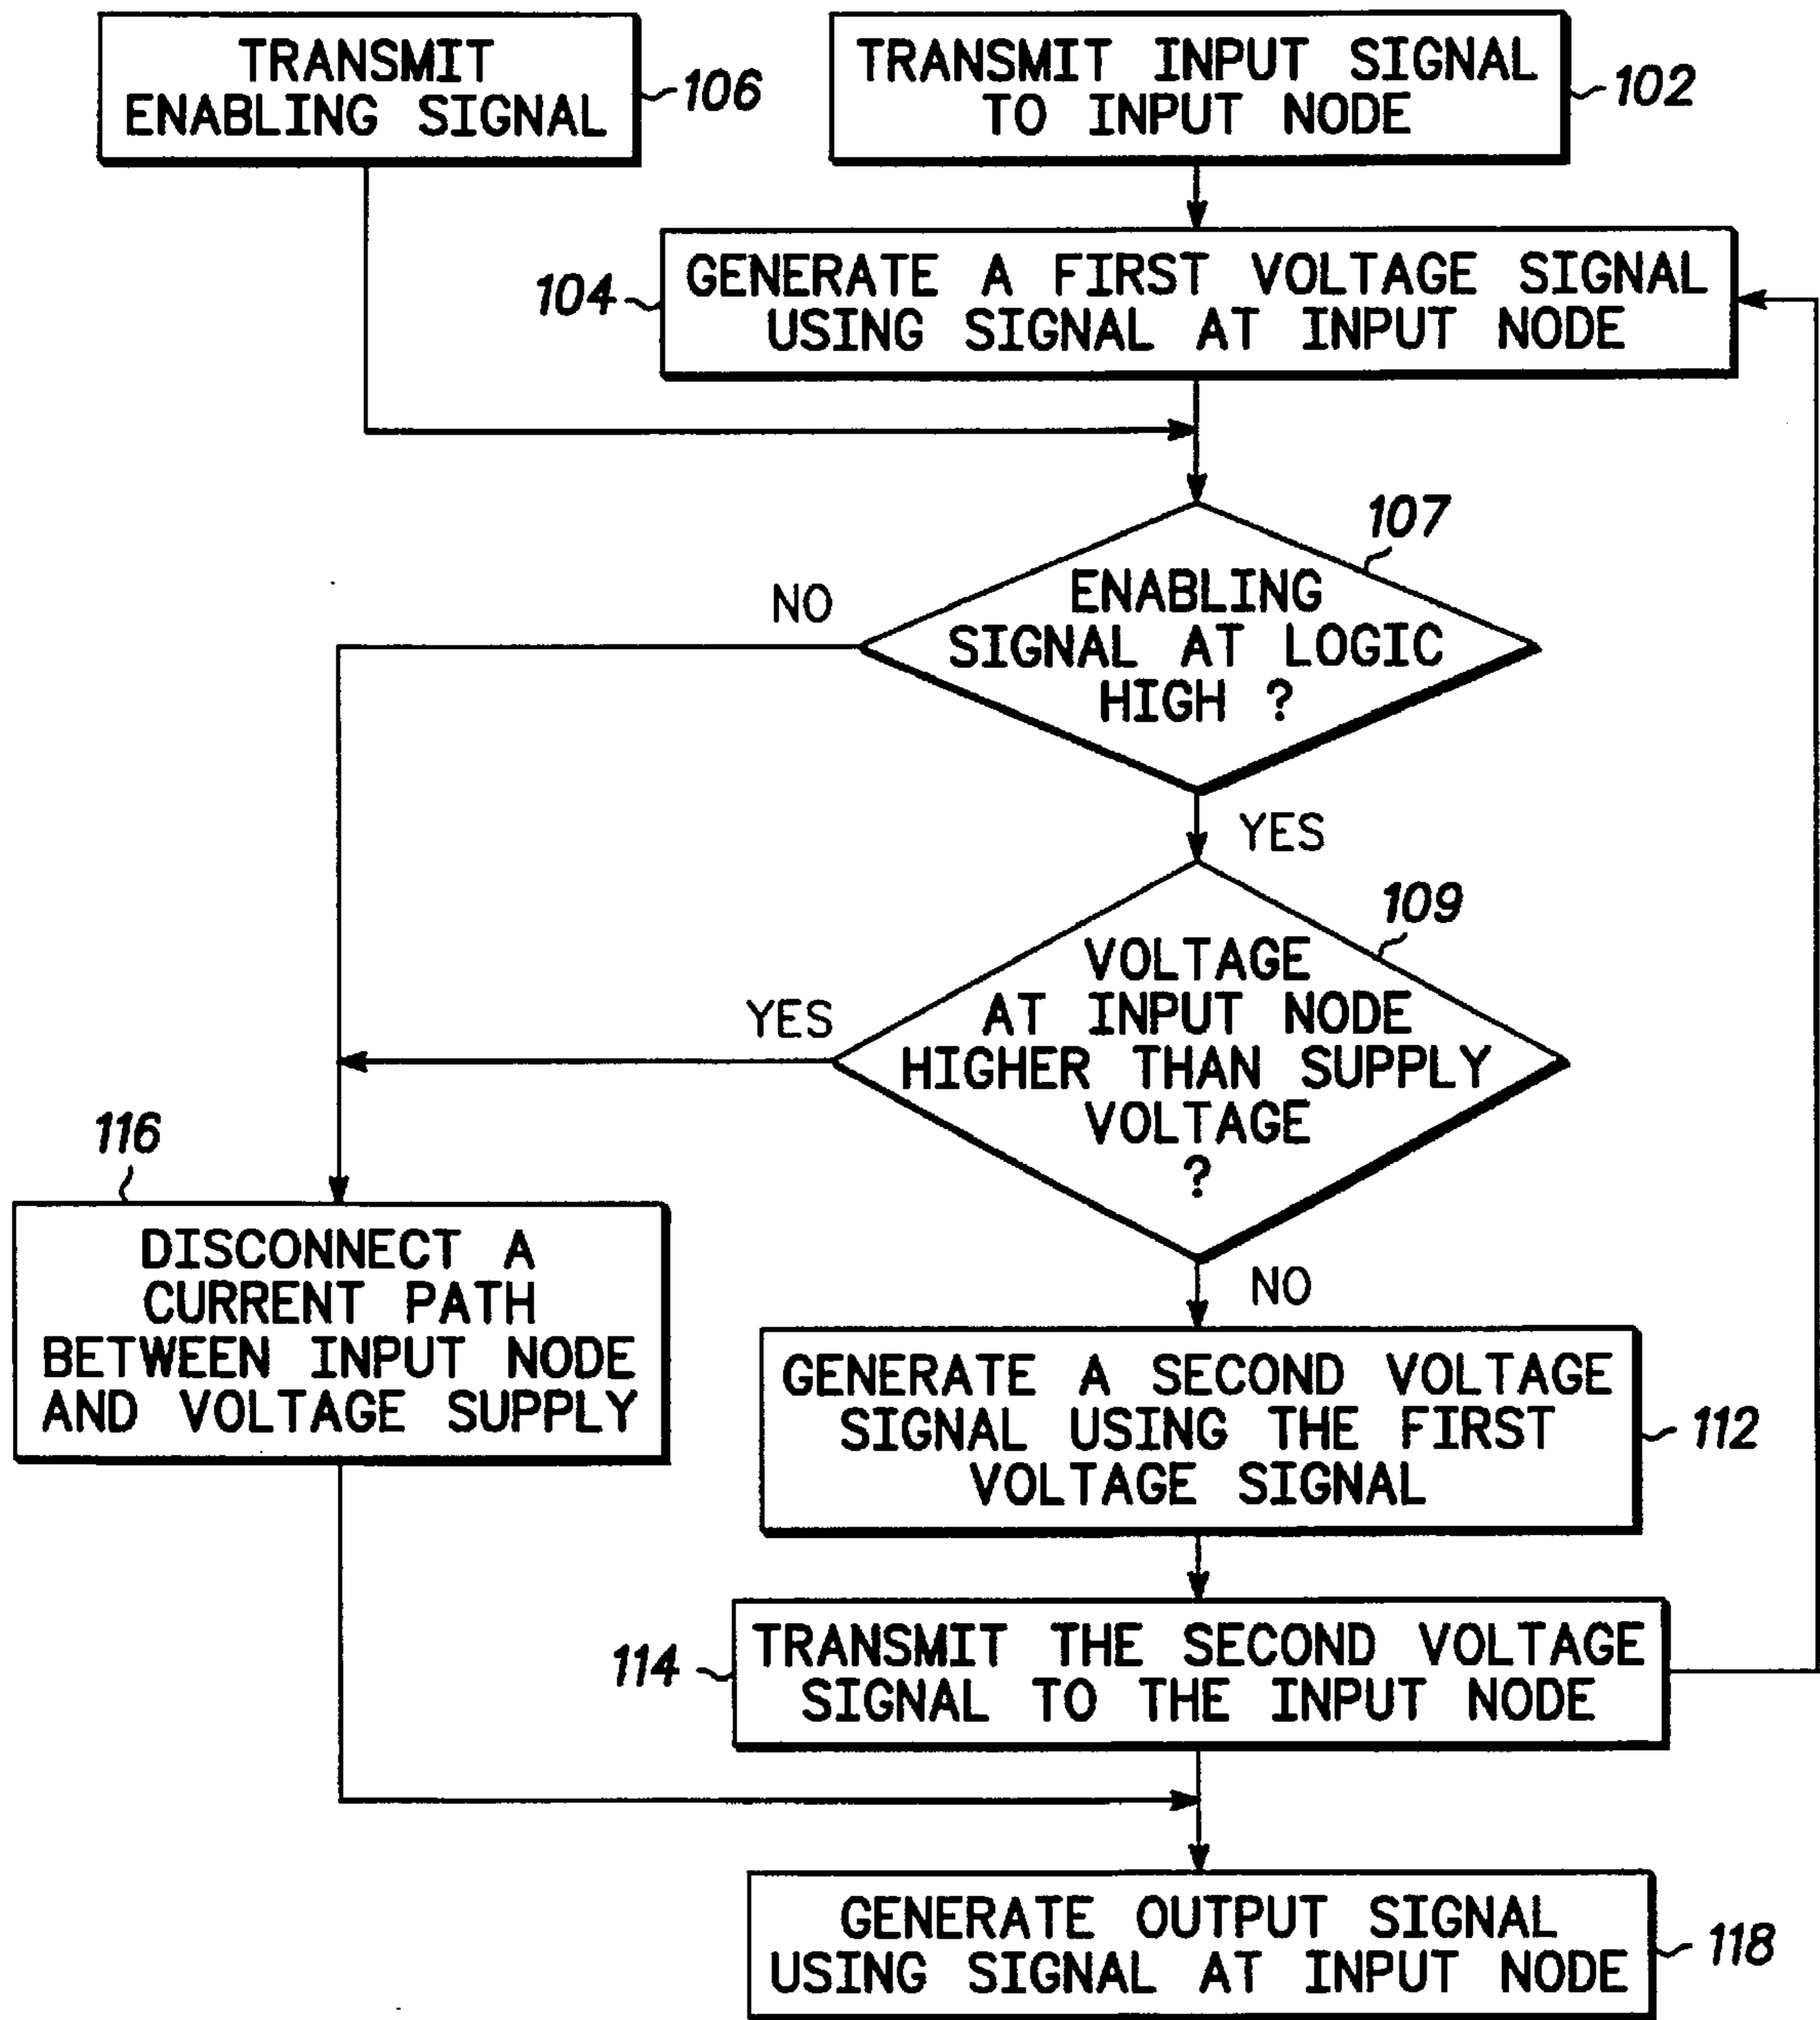 TRANSMIT
ENABLING SIGNAL
106
TRANSMIT INPUT SIGNAL
TO INPUT NODE
102
104
GENERATE A FIRST VOLTAGE SIGNAL
USING SIGNAL AT INPUT NODE
107
NO
ENABLING
SIGNAL AT LOGIC
HIGH ?
YES
109
YES
VOLTAGE
AT INPUT NODE
HIGHER THAN SUPPLY
VOLTAGE
?
116
DISCONNECT A
CURRENT PATH
BETWEEN INPUT NODE
AND VOLTAGE SUPPLY
NO
GENERATE A SECOND VOLTAGE
SIGNAL USING THE FIRST
VOLTAGE SIGNAL
112
114
TRANSMIT THE SECOND VOLTAGE
SIGNAL TO THE INPUT NODE
GENERATE OUTPUT SIGNAL
USING SIGNAL AT INPUT NODE
118